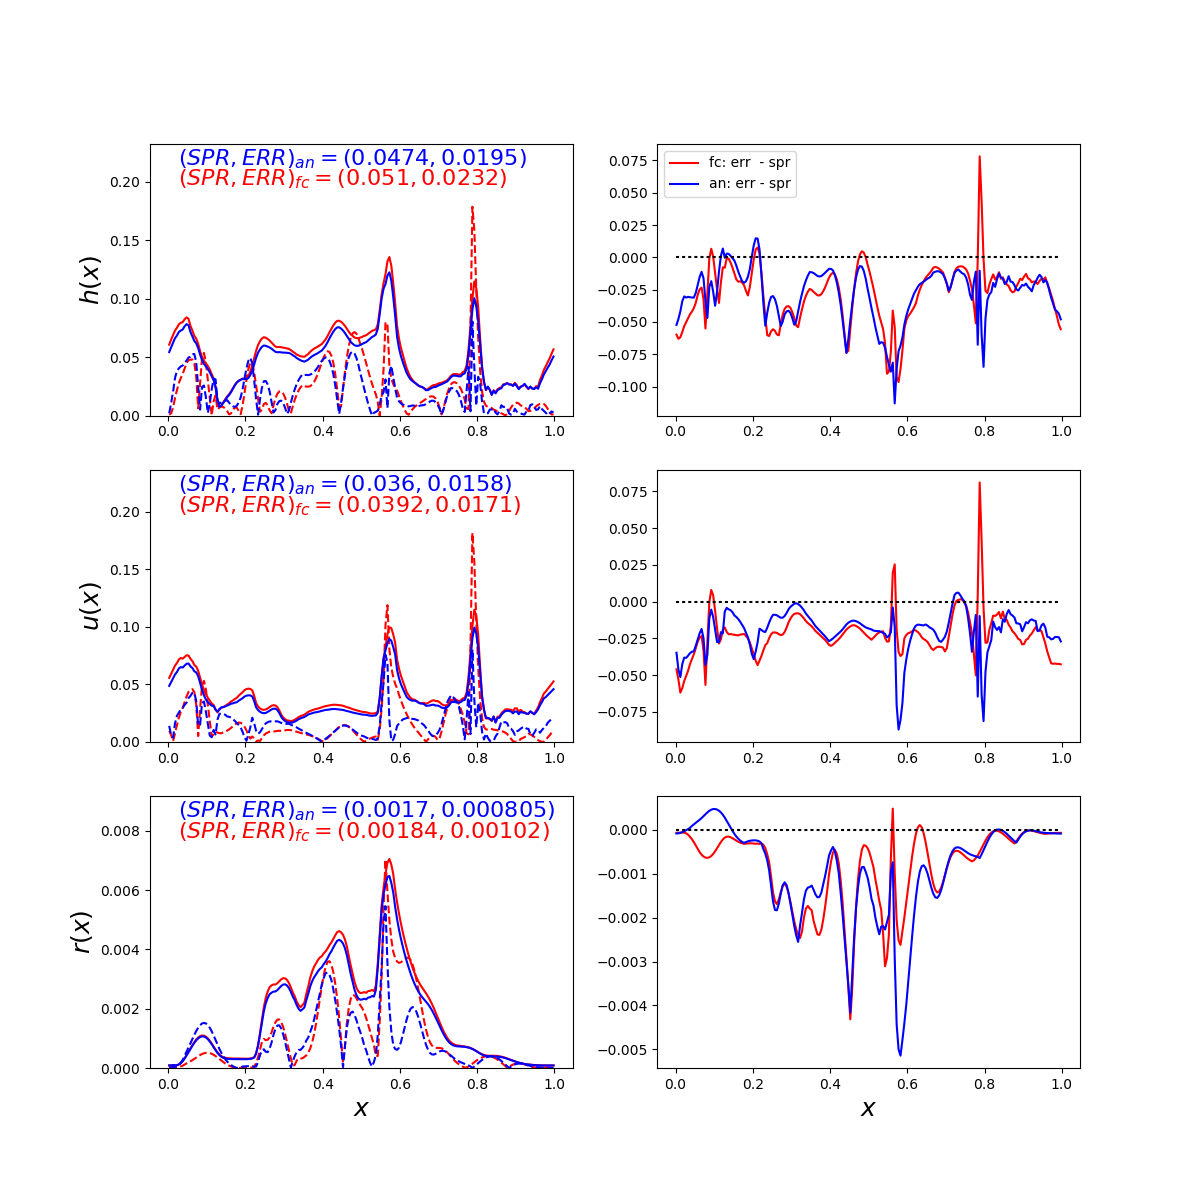 (SPR, ERR)an = (0.0474, 0.0195)
(SPR, ERR)fc = (0.051, 0.0232)
0.20
0.15
0.10
0.05
0.00
h(x)
0.0 0.2 0.4 0.6 0.8 1.0
fc: err  - spr
an: err - spr
0.075
0.050
0.025
0.000
−0.025
−0.050
−0.075
−0.100
0.0 0.2 0.4 0.6 0.8 1.0
(SPR, ERR)an = (0.036, 0.0158)
(SPR, ERR)fc = (0.0392, 0.0171)
0.20
0.15
0.10
0.05
0.00
u(x)
0.0 0.2 0.4 0.6 0.8 1.0
0.075
0.050
0.025
0.000
−0.025
−0.050
−0.075
0.0 0.2 0.4 0.6 0.8 1.0
(SPR, ERR)an = (0.0017, 0.000805)
(SPR, ERR)fc = (0.00184, 0.00102)
0.008
0.006
0.004
0.002
0.000
r(x)
0.0 0.2 0.4 0.6 0.8 1.0
x
0.000
−0.001
−0.002
−0.003
−0.004
−0.005
0.0 0.2 0.4 0.6 0.8 1.0
x